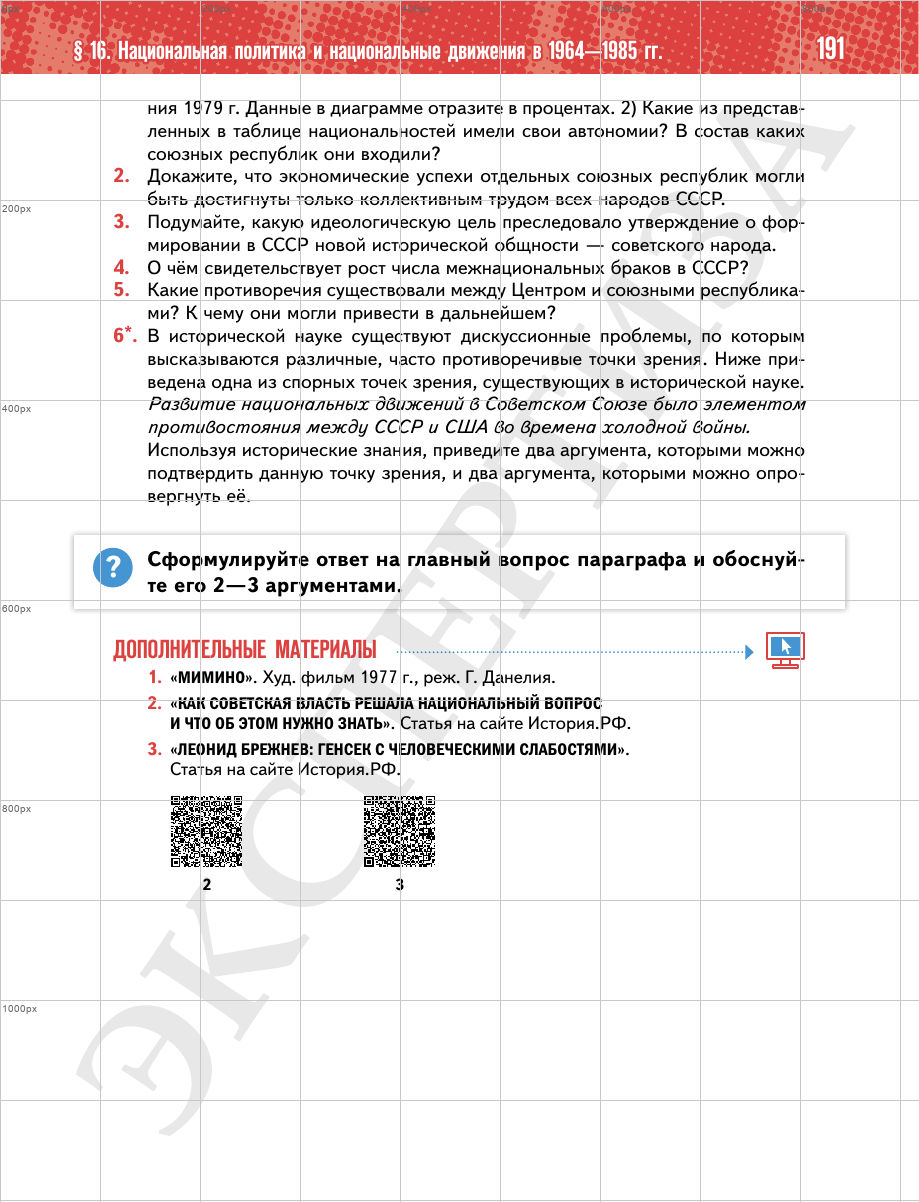 § 16. Национальная политика и национальные движения в 1964—1985 гг. 191
ния 1979 г. Данные в диаграмме отразите в процентах. 2) Какие из представ-
ленных в таблице национальностей имели свои автономии? В состав каких
союзных республик они входили?
2. Докажите, что экономические успехи отдельных союзных республик могли
быть достигнуты только коллективным трудом всех народов СССР.
3. Подумайте, какую идеологическую цель преследовало утверждение о фор-
мировании в СССР новой исторической общности — советского народа.
4. О чём свидетельствует рост числа межнациональных браков в СССР?
5. Какие противоречия существовали между Центром и союзными республика-
ми? К чему они могли привести в дальнейшем?
6*. В исторической науке существуют дискуссионные проблемы, по которым
высказываются различные, часто противоречивые точки зрения. Ниже при-
ведена одна из спорных точек зрения, существующих в исторической науке.
Развитие национальных движений в Советском Союзе было элементом
противостояния между СССР и США во времена холодной войны.
Используя исторические знания, приведите два аргумента, которыми можно
подтвердить данную точку зрения, и два аргумента, которыми можно опро-
вергнуть её.
? Сформулируйте ответ на главный вопрос параграфа и обоснуй-
те его 2—3 аргументами.
ДОПОЛНИТЕЛЬНЫЕ МАТЕРИАЛЫ
1. «МИМИНО». Худ. фильм 1977 г., реж. Г. Данелия.
2. «КАК СОВЕТСКАЯ ВЛАСТЬ РЕШАЛА НАЦИОНАЛЬНЫЙ ВОПРОС
И ЧТО ОБ ЭТОМ НУЖНО ЗНАТЬ». Статья на сайте История.РФ.
3. «ЛЕОНИД БРЕЖНЕВ: ГЕНСЕК С ЧЕЛОВЕЧЕСКИМИ СЛАБОСТЯМИ».
Статья на сайте История.РФ.
2 3
ЭКСПЕРТИЗА
200px
400px
600px
800px
1000px